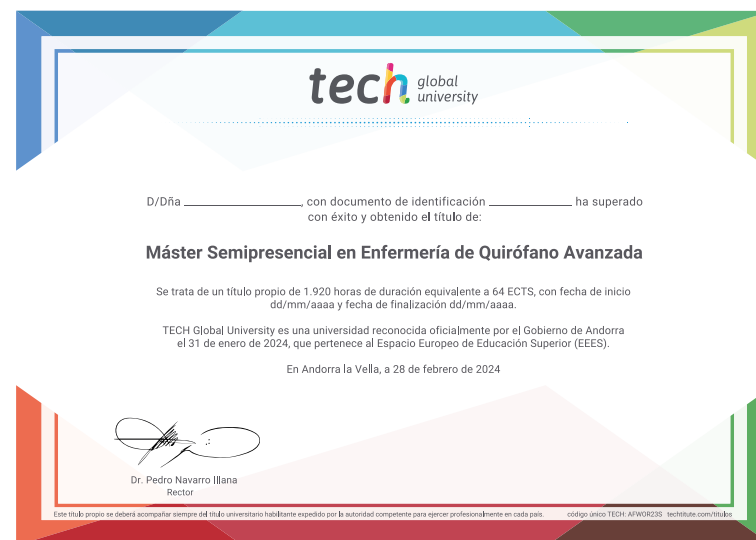 tech global
university
D/Dña ____________________, con documento de identificación ______________ ha superado
con éxito y obtenido el título de:
Máster Semipresencial en Enfermería de Quirófano Avanzada
Se trata de un título propio de 1.920 horas de duración equivalente a 64 ECTS, con fecha de inicio
dd/mm/aaaa y fecha de finalización dd/mm/aaaa.
TECH Global University es una universidad reconocida oficialmente por el Gobierno de Andorra
el 31 de enero de 2024, que pertenece al Espacio Europeo de Educación Superior (EEES).
En Andorra la Vella, a 28 de febrero de 2024
Dr. Pedro Navarro Illana
Rector
Este título propio se deberá acompañar siempre del título universitario habilitante expedido por la autoridad competente para ejercer profesionalmente en cada país. código único TECH: AFWOR23S techtitute.com/titulos